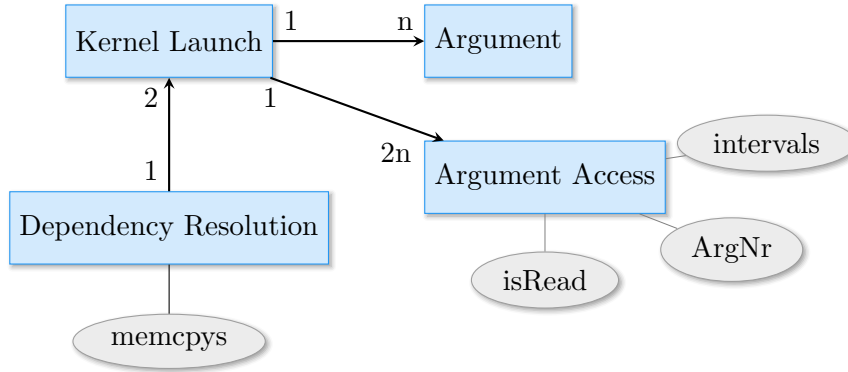 Kernel Launch
1
n
Argument
2
1
1
2n
Argument Access
intervals
Dependency Resolution
isRead
ArgNr
memcpys